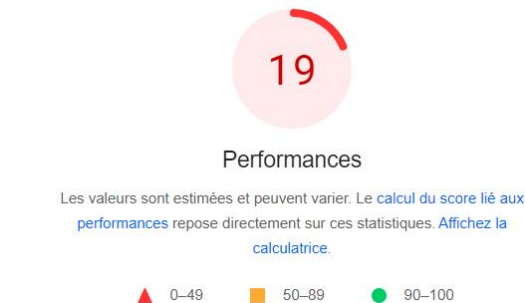 19
Performances
Les valeurs sont estimées et peuvent varier. Le calcul du score lié aux
performances repose directement sur ces statistiques. Affichez la
calculatrice.
0–49 50–89 90–100